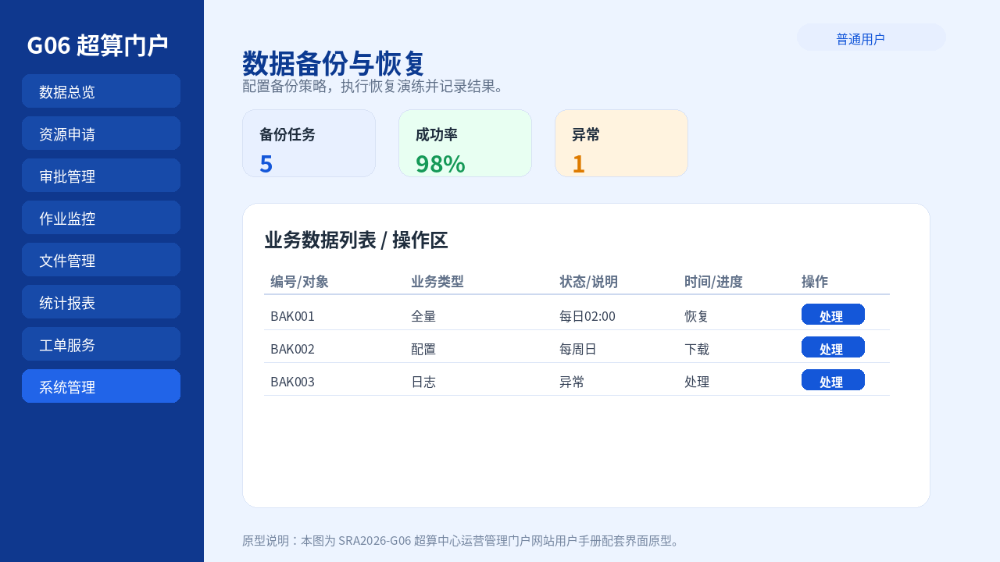 G06 超算门户
数据总览
资源申请
审批管理
作业监控
文件管理
统计报表
工单服务
系统管理
普通用户
数据备份与恢复
配置备份策略，执行恢复演练并记录结果。
备份任务
5
成功率
98%
异常
1
业务数据列表 / 操作区
编号/对象 业务类型 状态/说明 时间/进度 操作
BAK001 全量 每日02:00 恢复 处理
BAK002 配置 每周日 下载 处理
BAK003 日志 异常 处理 处理
原型说明：本图为 SRA2026-G06 超算中心运营管理门户网站用户手册配套界面原型。